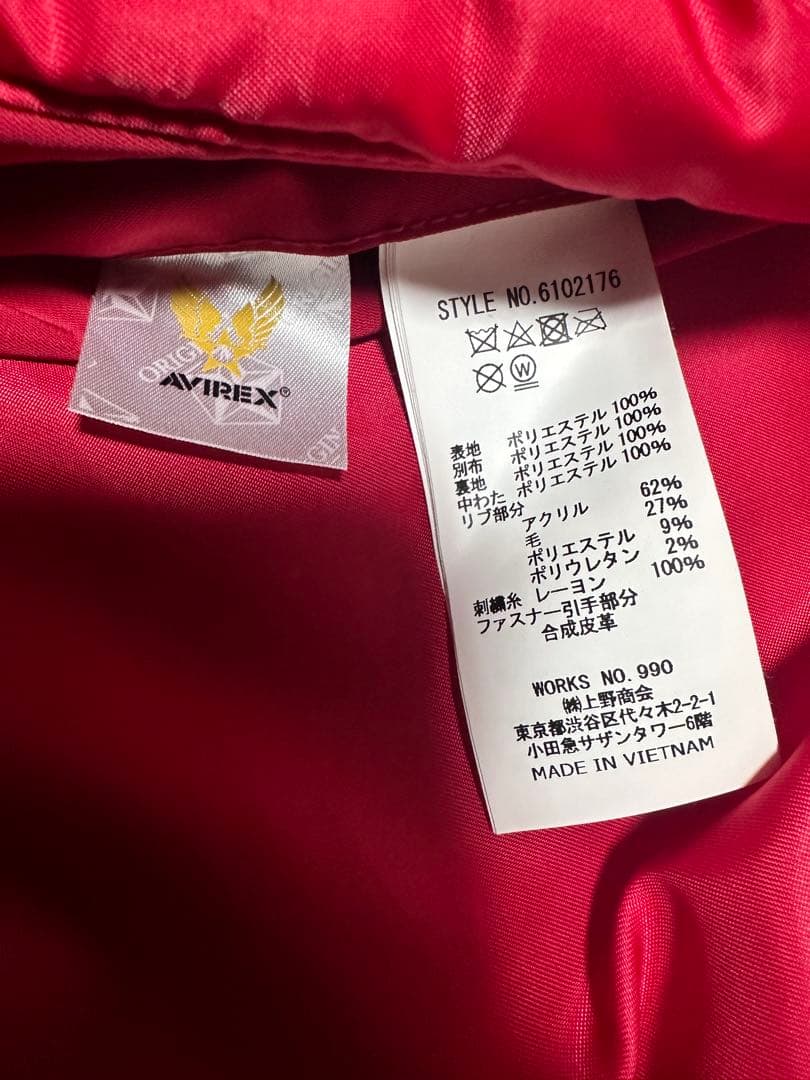 ORIG
AVIREX®
GIN
STYLE NO.6102176
W
表地 ポリエステル 100%
別布 ポリエステル 100%
裏地 ポリエステル 100%
中わた ポリエステル 100%
リブ部分
アクリル 62%
毛 27%
ポリエステル 9%
ポリウレタン 2%
刺繍糸 レーヨン 100%
ファスナー引手部分
合成皮革
WORKS NO.990
㈱上野商会
東京都渋谷区代々木2-2-1
小田急サザンタワー6階
MADE IN VIETNAM